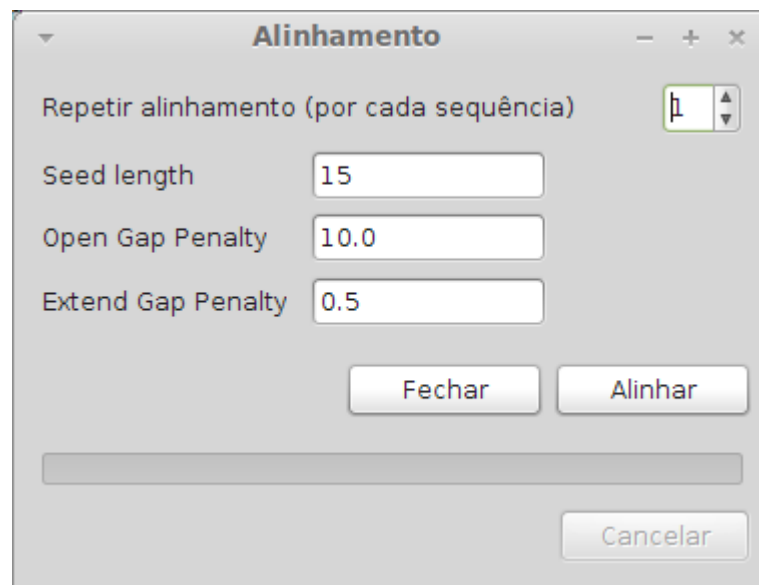 Alinhamento
Repetir alinhamento (por cada sequência) 1
Seed length 15
Open Gap Penalty 10.0
Extend Gap Penalty 0.5
Fechar Alinhar
Cancelar